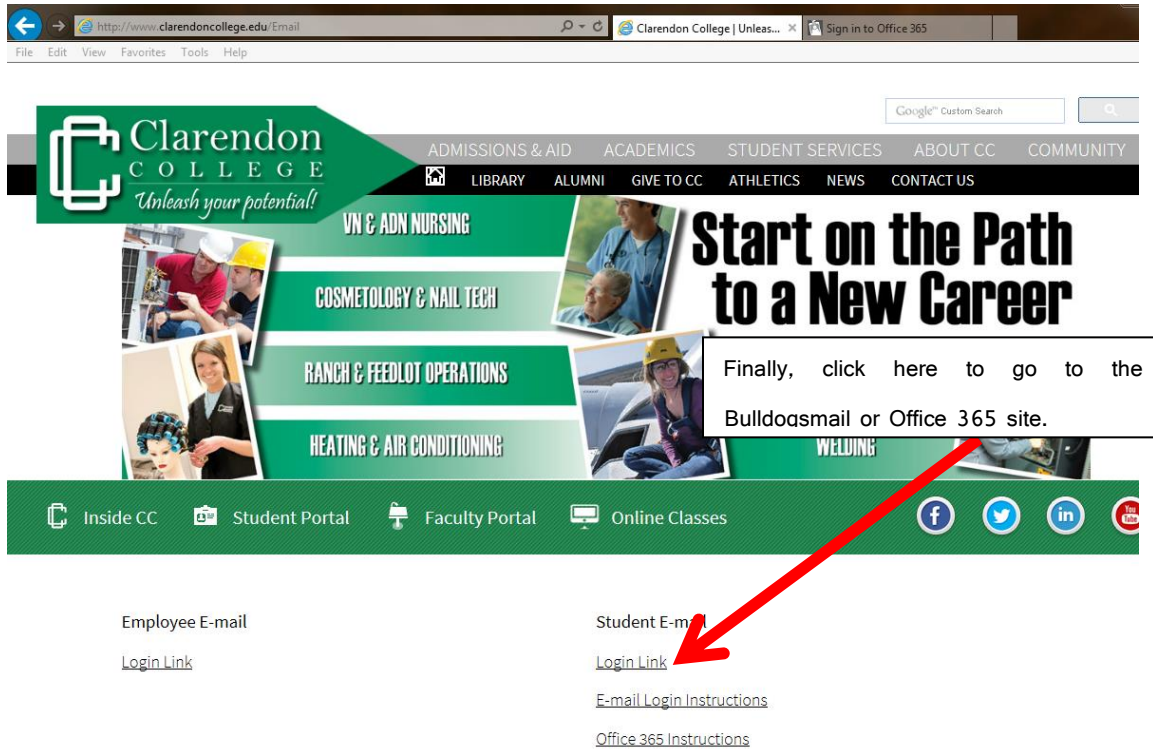 http://www.clarendoncollege.edu/Email
Clarendon College | Unleas...
Sign in to Office 365
File Edit View Favorites Tools Help
Google™ Custom Search
Clarendon
COLLEGE
Unleash your potential!
ADMISSIONS & AID ACADEMICS STUDENT SERVICES ABOUT CC COMMUNITY
LIBRARY ALUMNI GIVE TO CC ATHLETICS NEWS CONTACT US
VN & ADN NURSING
COSMETOLOGY & NAIL TECH
RANCH & FEEDLOT OPERATIONS
HEATING & AIR CONDITIONING
Start on the Path
to a New Career
Finally, click here to go to the
Bulldogsmail or Office 365 site.
WELDING
Inside CC Student Portal Faculty Portal Online Classes
You
Tube
Employee E-mail
Login Link
Student E-mail
Login Link
E-mail Login Instructions
Office 365 Instructions